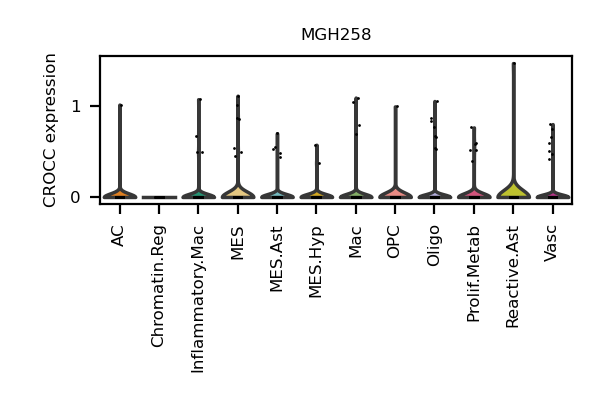 MGH258
CROCC expression
1
0
AC
Chromatin.Reg
Inflammatory.Mac
MES
MES.Ast
MES.Hyp
Mac
OPC
Oligo
Prolif.Metab
Reactive.Ast
Vasc